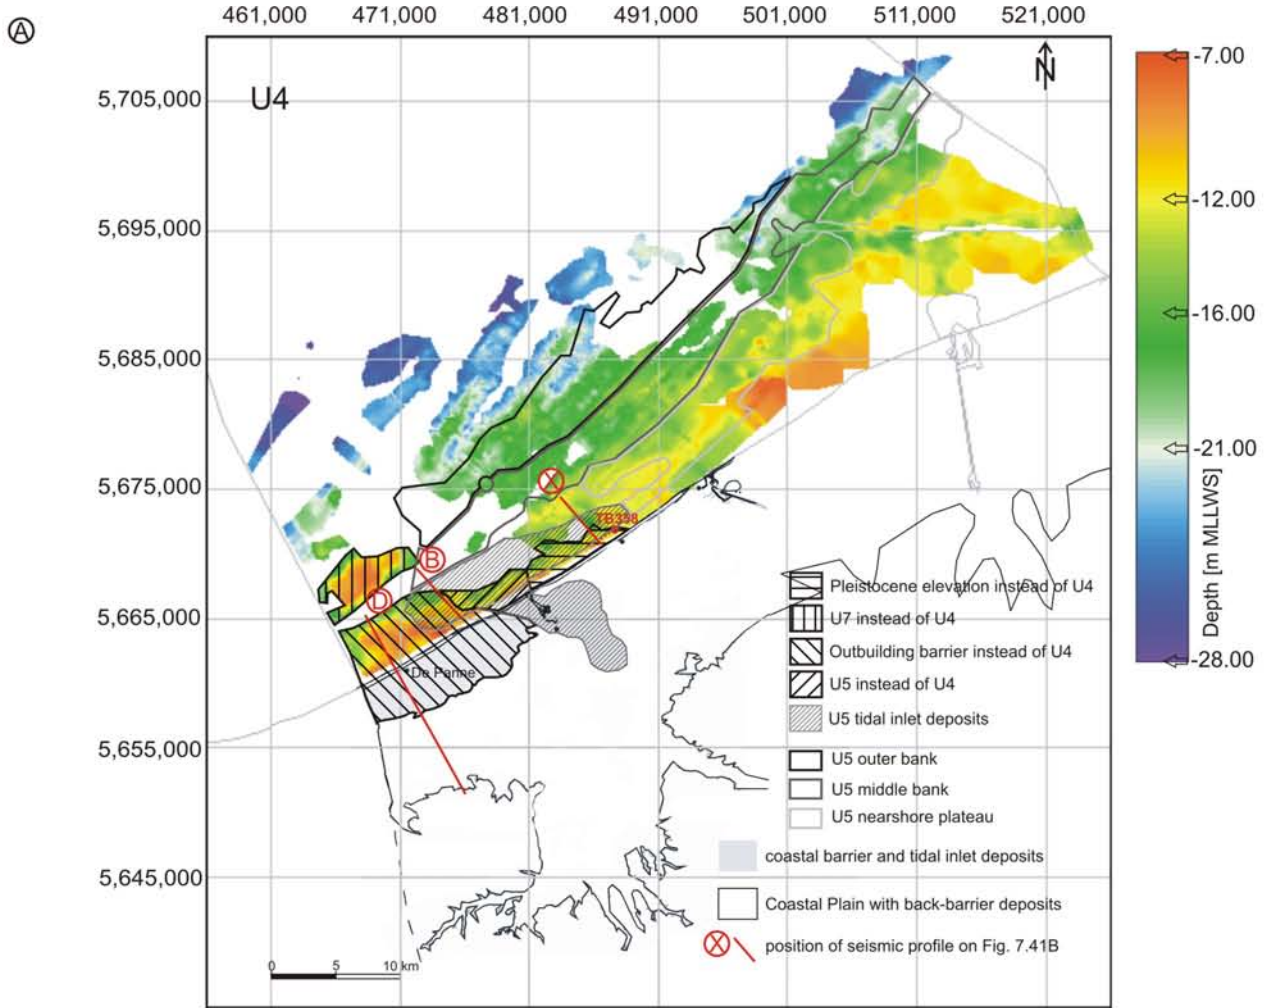 A
461,000 471,000 481,000 491,000 501,000 511,000 521,000
U4
N
5,705,000
5,695,000
5,685,000
5,675,000
5,665,000
5,655,000
5,645,000
-7.00
-12.00
-16.00
-21.00
-28.00
Depth [m MLLWS]
X
TB358
B
D
De Panne
Pleistocene elevation instead of U4
U7 instead of U4
Outbuilding barrier instead of U4
U5 instead of U4
U5 tidal inlet deposits
U5 outer bank
U5 middle bank
U5 nearshore plateau
coastal barrier and tidal inlet deposits
Coastal Plain with back-barrier deposits
X position of seismic profile on Fig. 7.41B
0 5 10 km